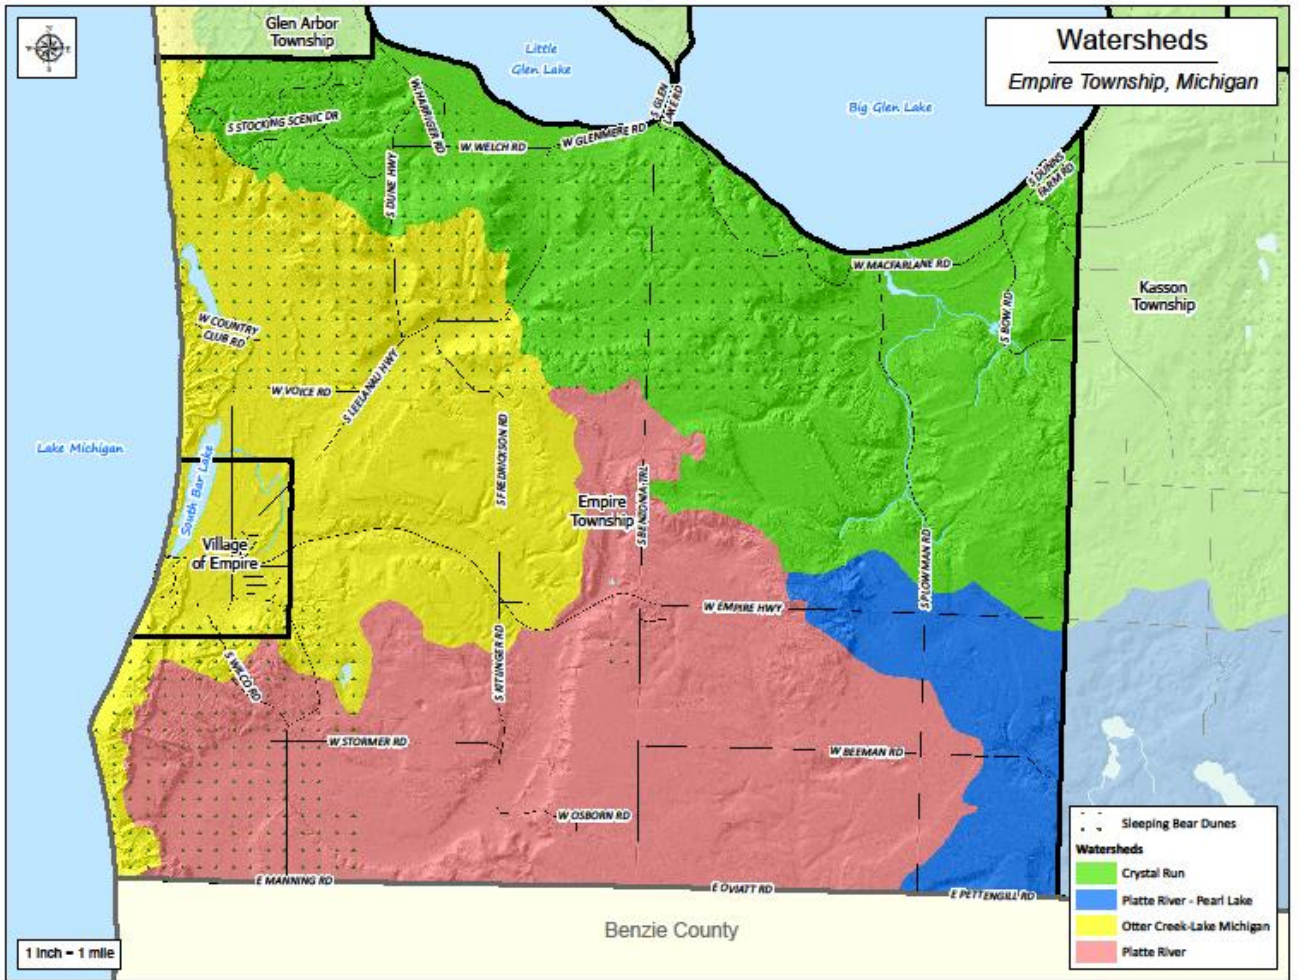 Glen Arbor
Township
Little
Glen Lake
Watersheds
Empire Township, Michigan
Big Glen Lake
S GLEN
LAKE RD
W HARRIGER RD
S STOCKING SCENIC DR
W WELCH RD
W GLENMERE RD
S DUNE HWY
S DUNNS
FARM RD
W MACFARLANE RD
Kasson
Township
S BOW RD
W COUNTRY
CLUB RD
W VOICE RD
S LEELANAU HWY
Lake Michigan
South Bar Lake
S FREDRICKSON RD
Empire
Township
S BENZONIA TRL
Village
of Empire
S PLOWMAN RD
W EMPIRE HWY
S WILCO RD
S NITLINGER RD
W STORMER RD
W BEEMAN RD
W OSBORN RD
E MANNING RD
E OVIATT RD
E PETTENGILL RD
Benzie County
1 inch = 1 mile
Sleeping Bear Dunes
Watersheds
Crystal Run
Platte River - Pearl Lake
Otter Creek-Lake Michigan
Platte River